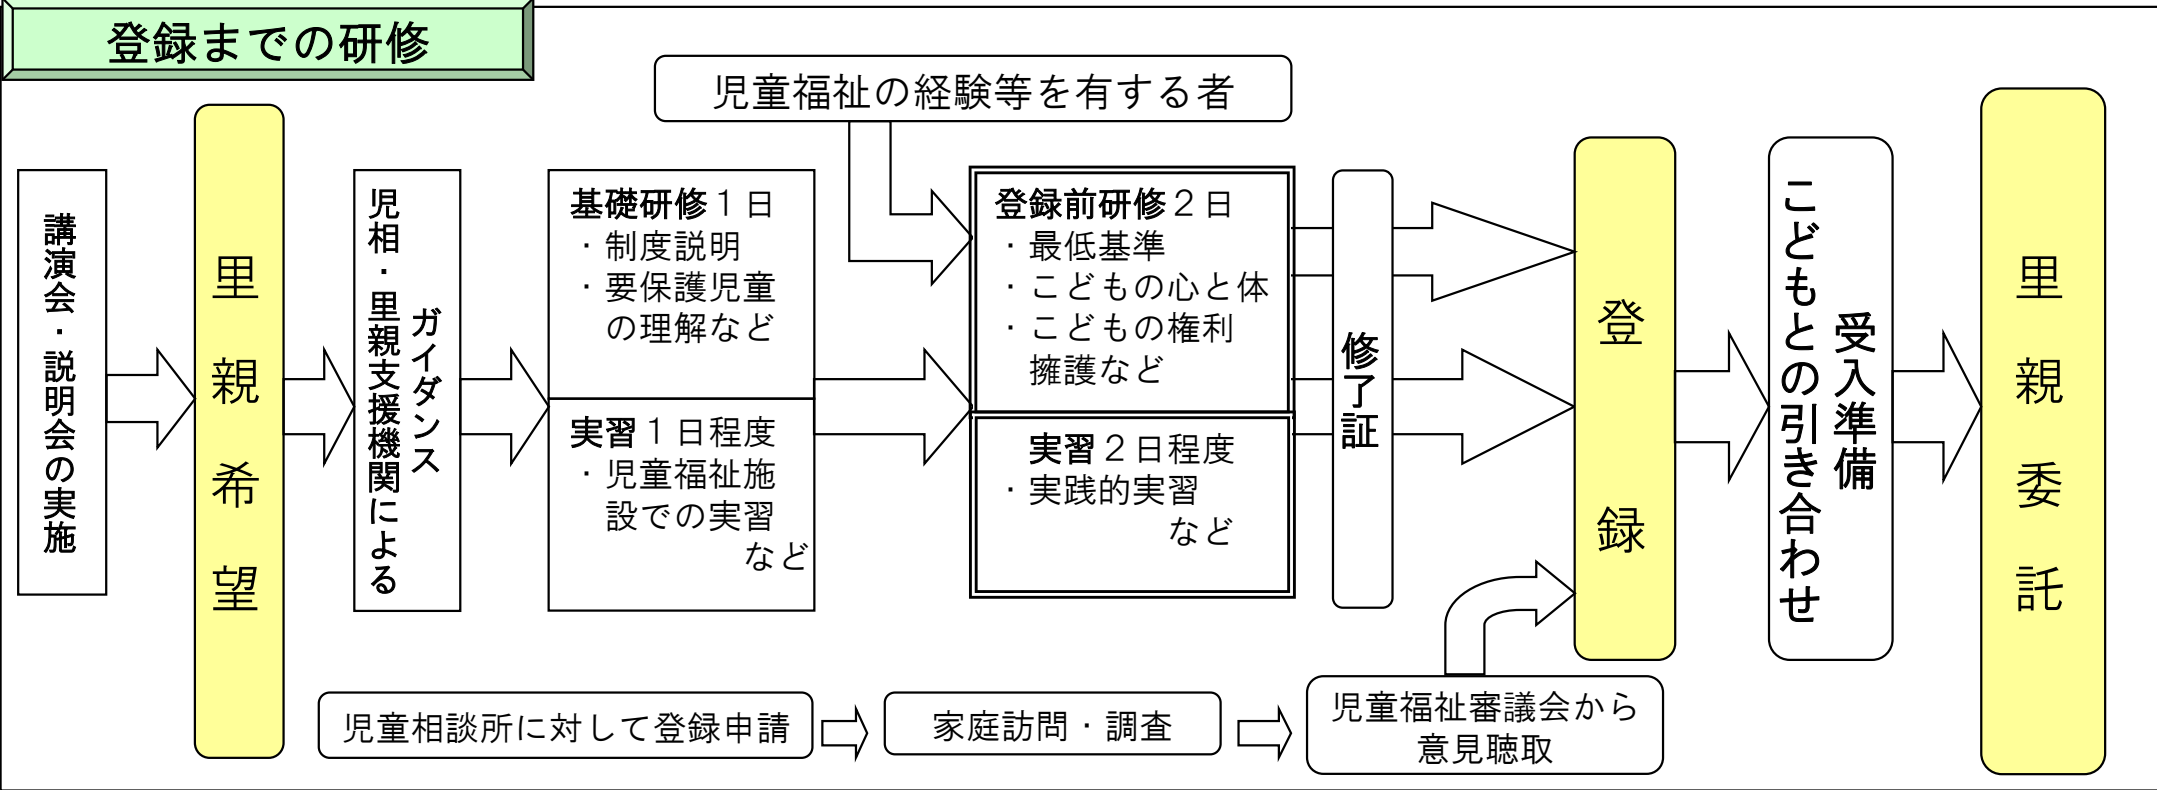 登録までの研修
児童福祉の経験等を有する者
講演会・説明会の実施
里親希望
児相・里親支援機関による
ガイダンス
基礎研修１日
・制度説明
・要保護児童
の理解など
実習１日程度
・児童福祉施
設での実習
など
登録前研修２日
・最低基準
・こどもの心と体
・こどもの権利
擁護など
実習２日程度
・実践的実習
など
修了証
登録
こどもとの引き合わせ
受入準備
里親委託
児童相談所に対して登録申請
家庭訪問・調査
児童福祉審議会から
意見聴取